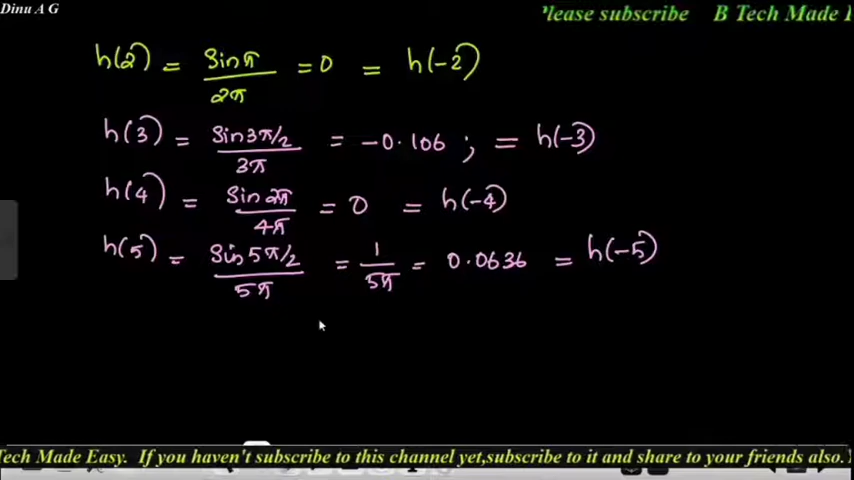 Dinu A G
Please subscribe B Tech Made
h(2) = sinπ/2π = 0 = h(-2)
h(3) = sin3π/2/3π = -0.106 ; = h(-3)
h(4) = sin2π/4π = 0 = h(-4)
h(5) = sin5π/2/5π = 1/5π = 0.0636 = h(-5)
Tech Made Easy. If you haven't subscribe to this channel yet,subscribe to it and share to your friends also.